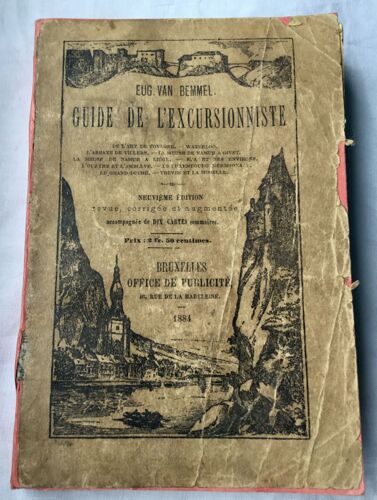 EUG. VAN BEMMEL.
GUIDE DE L'EXCURSIONNISTE
DE L'ART DE VOYAGER. — WATERLOO.
L'ABBAYE DE VILLERS. — LA MEUSE DE NAMUR A GIVET.
LA MEUSE DE NAMUR A LIÉGE. — SPA ET SES ENVIRONS.
L'OURTHE ET L'AMBLÈVE. — LE LUXEMBOURG
LE GRAND-DUCHÉ. — TRÈVES ET LA MOSELLE.
NEUVIÈME ÉDITION
revue, corrigée et augmentée
accompagnée de DIX CARTES sommaires.
Prix : 2 fr. 50 centimes.
BRUXELLES
OFFICE DE PUBLICITÉ
46, RUE DE LA MADELEINE.
1884